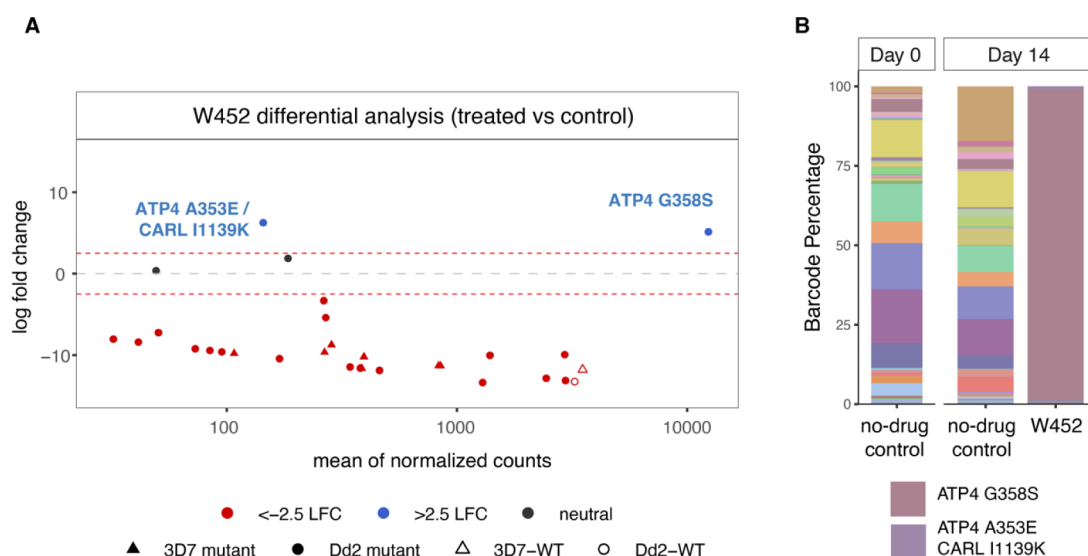 A
W452 differential analysis (treated vs control)
log fold change
10
0
−10
ATP4 A353E /
CARL I1139K
ATP4 G358S
100
1000
10000
mean of normalized counts
<−2.5 LFC
>2.5 LFC
neutral
3D7 mutant
Dd2 mutant
3D7−WT
Dd2−WT
B
Day 0
Day 14
Barcode Percentage
100
75
50
25
0
no-drug
control
no-drug
control
W452
ATP4 G358S
ATP4 A353E
CARL I1139K